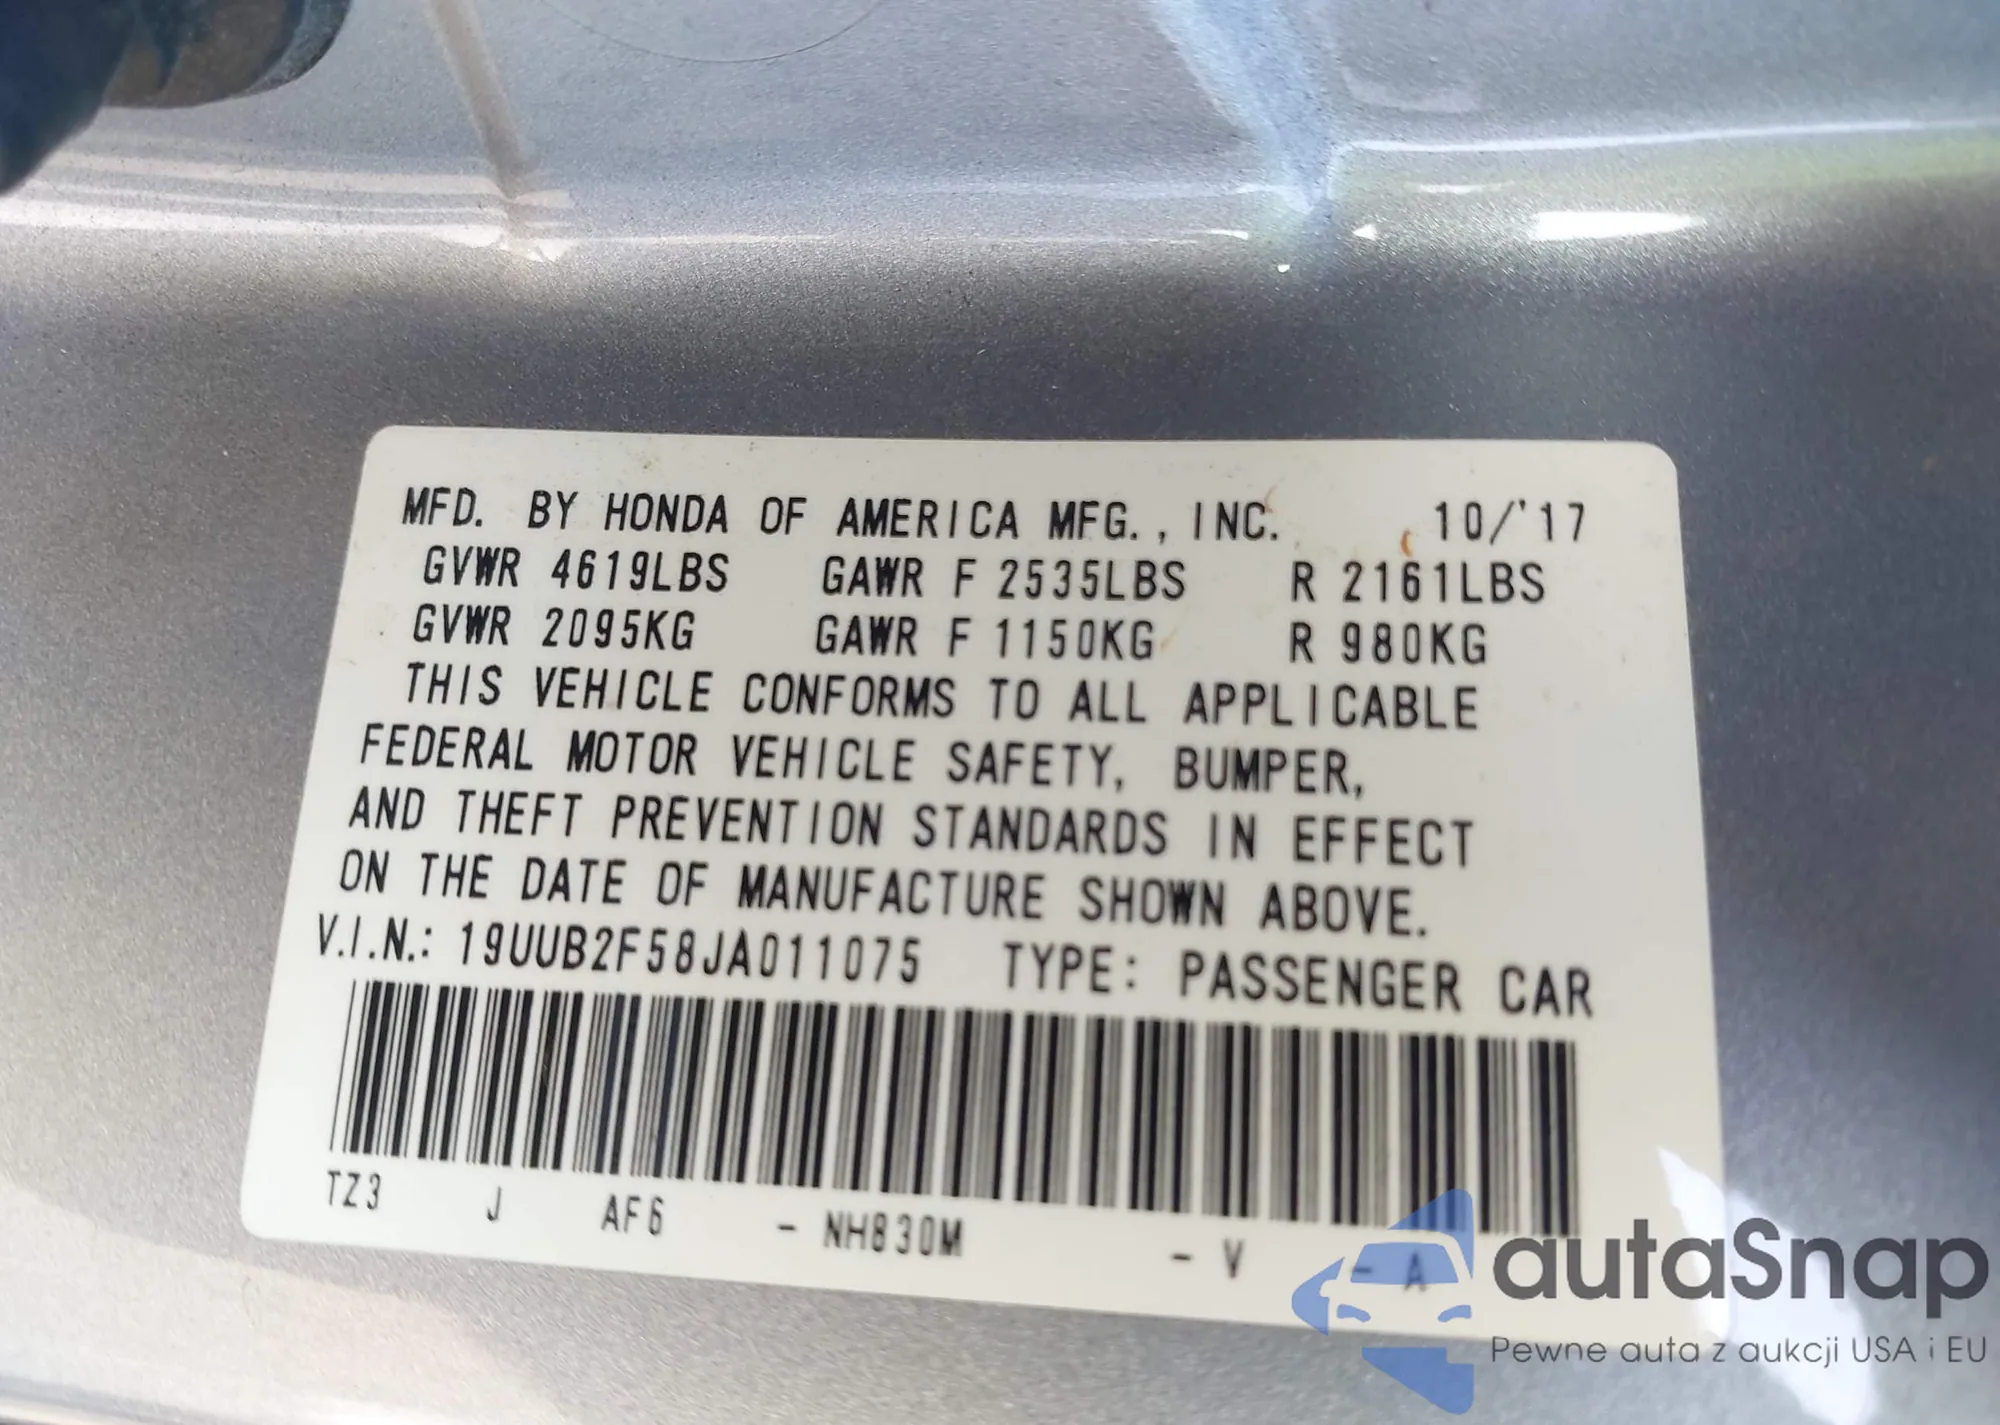 MFD. BY HONDA OF AMERICA MFG., INC. 10/'17
GVWR 4619LBS GAWR F 2535LBS R 2161LBS
GVWR 2095KG GAWR F 1150KG R 980KG
THIS VEHICLE CONFORMS TO ALL APPLICABLE
FEDERAL MOTOR VEHICLE SAFETY, BUMPER,
AND THEFT PREVENTION STANDARDS IN EFFECT
ON THE DATE OF MANUFACTURE SHOWN ABOVE.
V.I.N.: 19UUB2F58JA011075 TYPE: PASSENGER CAR
TZ3 J AF6 - NH830M - V - A
autaSnap
Pewne auta z aukcji USA i EU